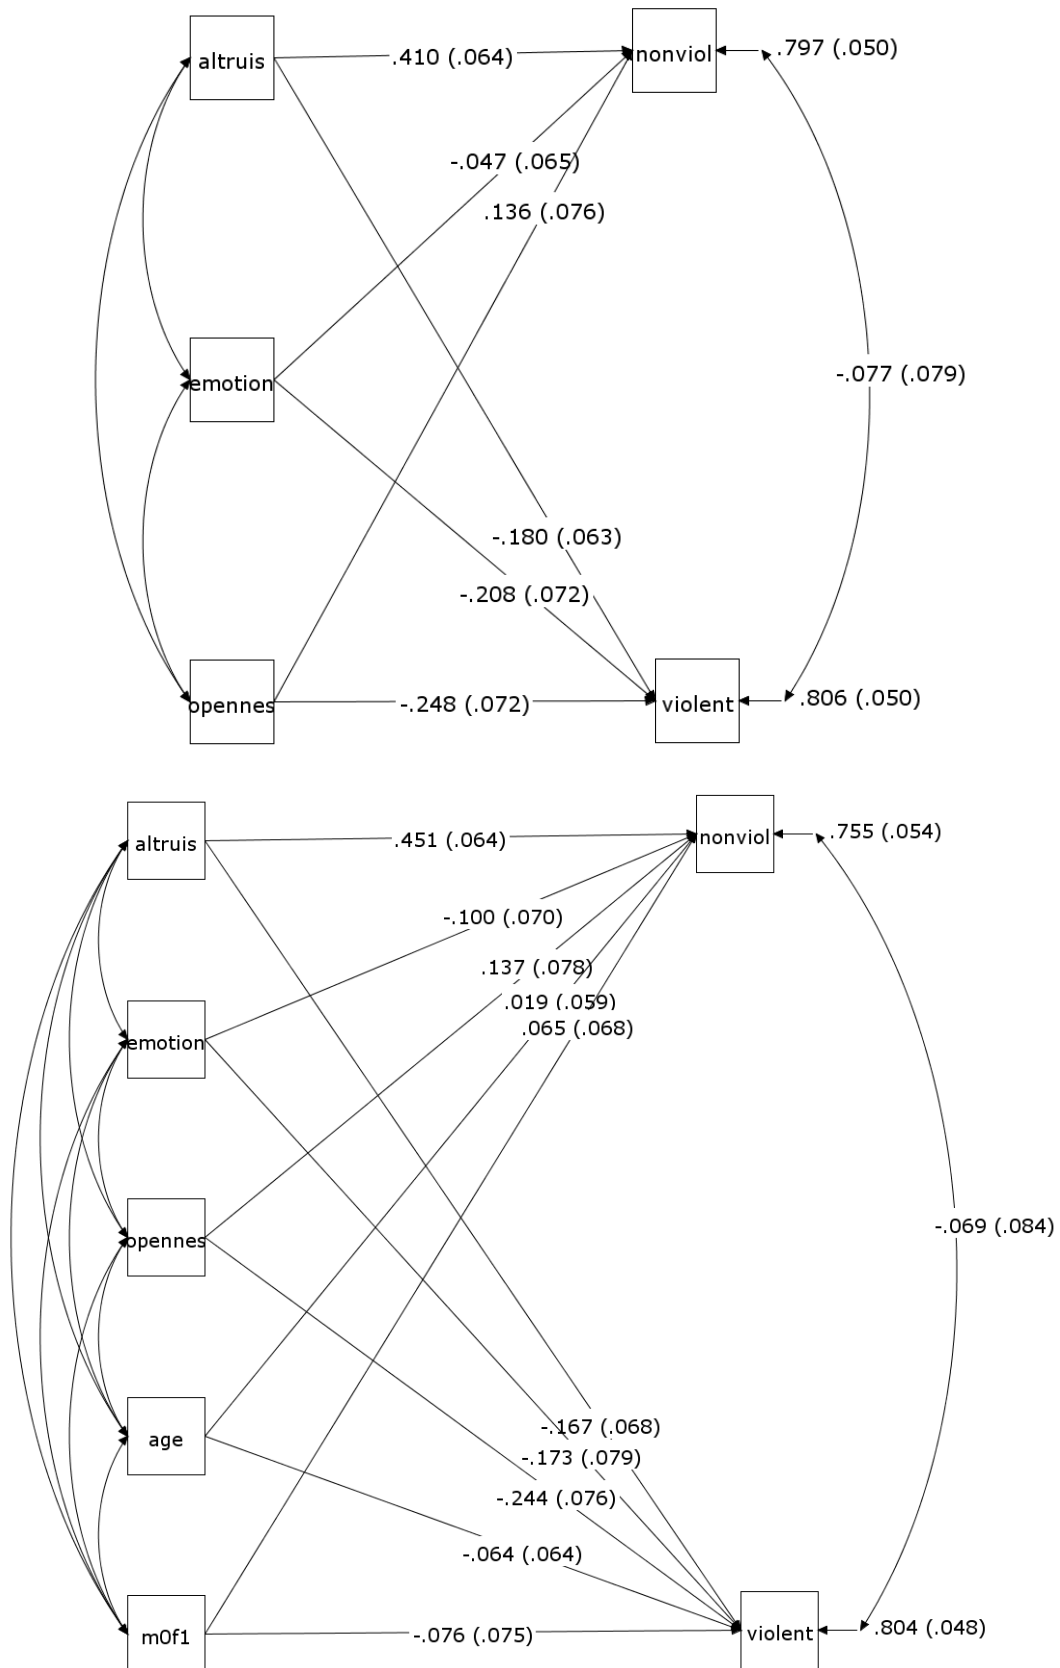 altruis
.410 (.064)
nonviol
.797 (.050)
-.047 (.065)
.136 (.076)
emotion
-.077 (.079)
-.180 (.063)
-.208 (.072)
opennes
-.248 (.072)
violent
.806 (.050)
altruis
.451 (.064)
nonviol
.755 (.054)
-.100 (.070)
.137 (.078)
.019 (.059)
.065 (.068)
emotion
opennes
-.069 (.084)
age
-.167 (.068)
-.173 (.079)
-.244 (.076)
-.064 (.064)
m0f1
-.076 (.075)
violent
.804 (.048)